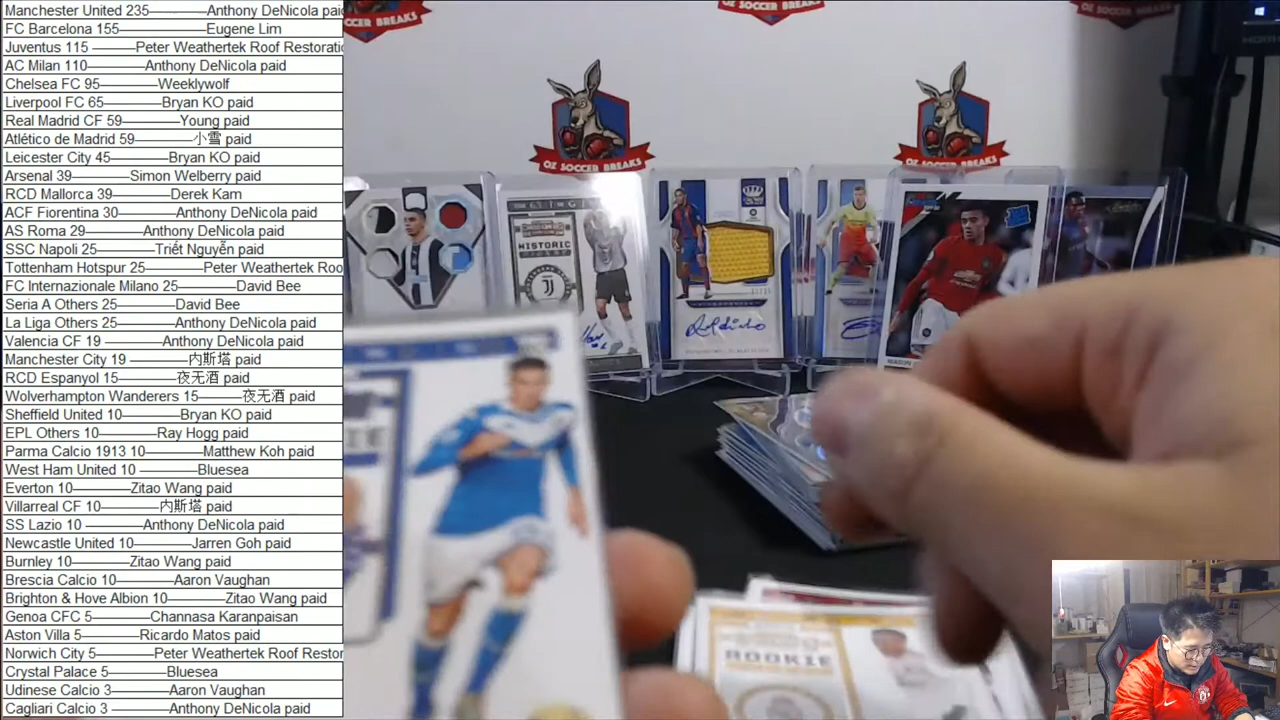 Manchester United 235———Anthony DeNicola paid
FC Barcelona 155———Eugene Lim
Juventus 115 ———Peter Weathertek Roof Restoratio
AC Milan 110———Anthony DeNicola paid
Chelsea FC 95———Weeklywolf
Liverpool FC 65———Bryan KO paid
Real Madrid CF 59———Young paid
Atlético de Madrid 59———小雪 paid
Leicester City 45———Bryan KO paid
Arsenal 39———Simon Welberry paid
RCD Mallorca 39———Derek Kam
ACF Fiorentina 30———Anthony DeNicola paid
AS Roma 29———Anthony DeNicola paid
SSC Napoli 25———Triết Nguyễn paid
Tottenham Hotspur 25———Peter Weathertek Roo
FC Internazionale Milano 25———David Bee
Seria A Others 25———David Bee
La Liga Others 25———Anthony DeNicola paid
Valencia CF 19 ———Anthony DeNicola paid
Manchester City 19 ———内斯塔 paid
RCD Espanyol 15———夜无酒 paid
Wolverhampton Wanderers 15———夜无酒 paid
Sheffield United 10———Bryan KO paid
EPL Others 10———Ray Hogg paid
Parma Calcio 1913 10———Matthew Koh paid
West Ham United 10 ———Bluesea
Everton 10———Zitao Wang paid
Villarreal CF 10———内斯塔 paid
SS Lazio 10 ———Anthony DeNicola paid
Newcastle United 10———Jarren Goh paid
Burnley 10———Zitao Wang paid
Brescia Calcio 10———Aaron Vaughan
Brighton & Hove Albion 10———Zitao Wang paid
Genoa CFC 5———Channasa Karanpaisan
Aston Villa 5———Ricardo Matos paid
Norwich City 5———Peter Weathertek Roof Restor
Crystal Palace 5———Bluesea
Udinese Calcio 3———Aaron Vaughan
Cagliari Calcio 3———Anthony DeNicola paid
OZ SOCCER BREAKS
OZ SOCCER BREAKS
OZ SOCCER BREAKS
HISTORIC
ROOKIE